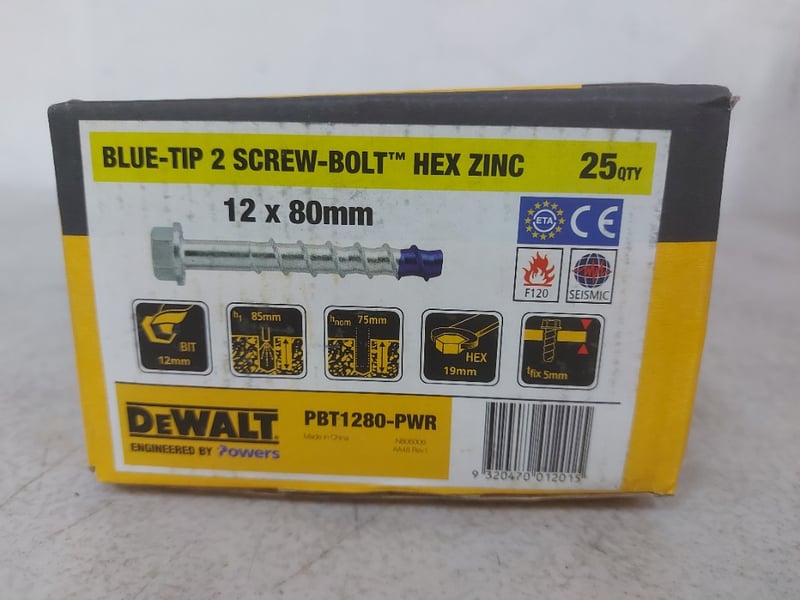 BLUE-TIP 2 SCREW-BOLT™ HEX ZINC 25QTY
12 x 80mm
ETA CE
F120 SEISMIC
BIT
12mm
h1 85mm
hnom 75mm
HEX
19mm
tfix 5mm
DEWALT
ENGINEERED BY Powers
PBT1280-PWR
Made in China
9 320470 012015